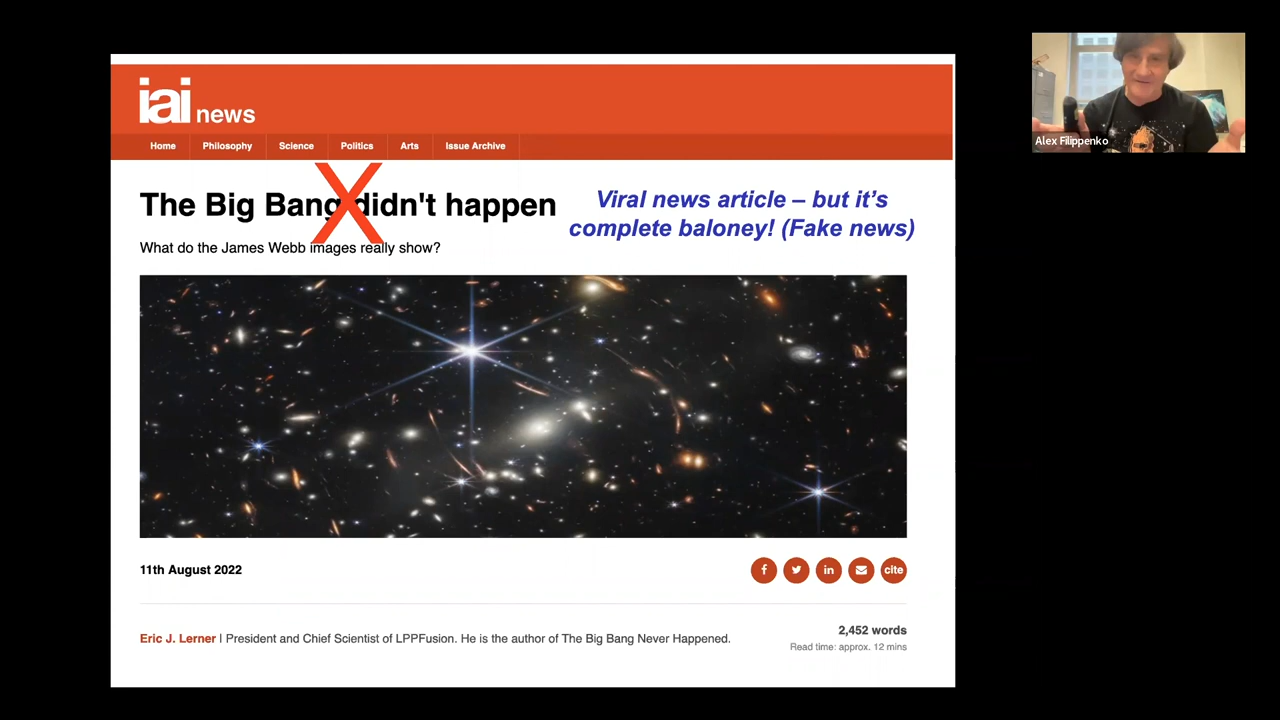 iai news
Home Philosophy Science Politics Arts Issue Archive
The Big Bang didn't happen
X
Viral news article – but it's
complete baloney! (Fake news)
What do the James Webb images really show?
11th August 2022
f in cite
Eric J. Lerner | President and Chief Scientist of LPPFusion. He is the author of The Big Bang Never Happened.
2,452 words
Read time: approx. 12 mins
Alex Filippenko